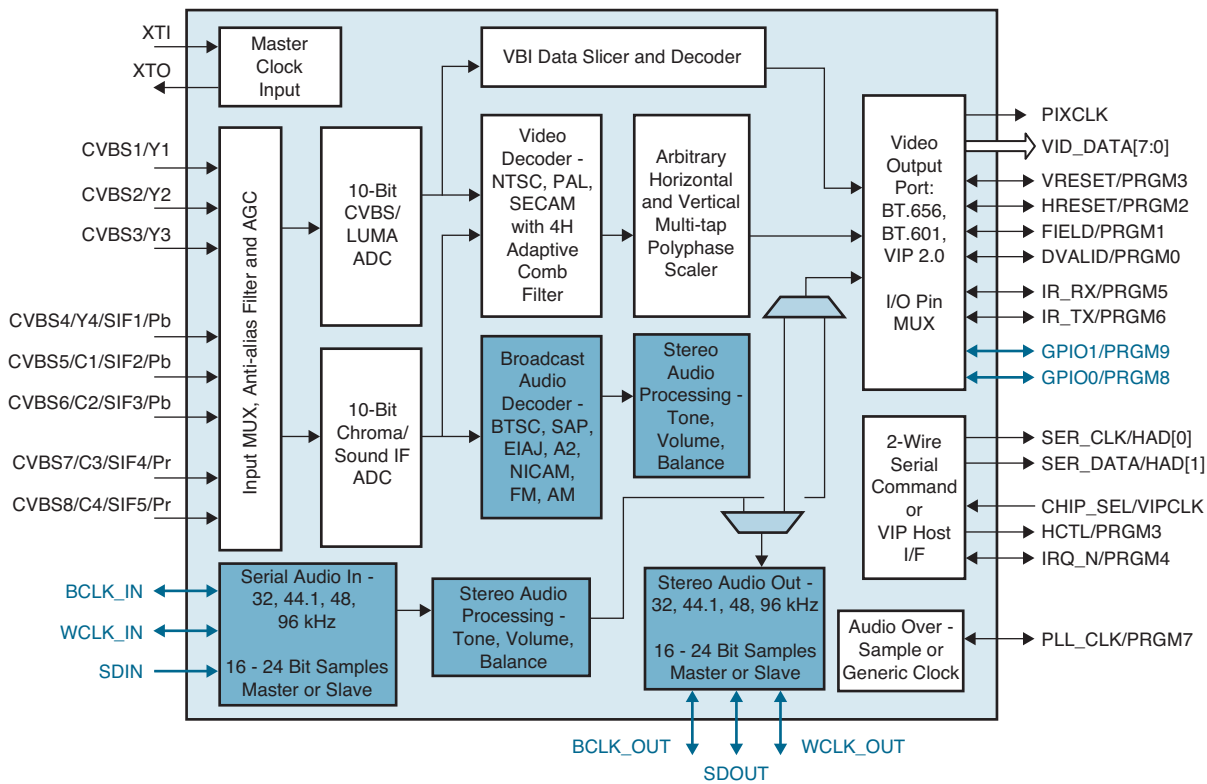 XTI
XTO
Master
Clock
Input
VBI Data Slicer and Decoder
CVBS1/Y1
CVBS2/Y2
CVBS3/Y3
CVBS4/Y4/SIF1/Pb
CVBS5/C1/SIF2/Pb
CVBS6/C2/SIF3/Pb
CVBS7/C3/SIF4/Pr
CVBS8/C4/SIF5/Pr
Input MUX, Anti-alias Filter and AGC
10-Bit
CVBS/
LUMA
ADC
10-Bit
Chroma/
Sound IF
ADC
Video
Decoder -
NTSC, PAL,
SECAM
with 4H
Adaptive
Comb
Filter
Arbitrary
Horizontal
and Vertical
Multi-tap
Polyphase
Scaler
Broadcast
Audio
Decoder -
BTSC, SAP,
EIAJ, A2,
NICAM,
FM, AM
Stereo
Audio
Processing -
Tone,
Volume,
Balance
Video
Output
Port:
BT.656,
BT.601,
VIP 2.0
I/O Pin
MUX
PIXCLK
VID_DATA[7:0]
VRESET/PRGM3
HRESET/PRGM2
FIELD/PRGM1
DVALID/PRGM0
IR_RX/PRGM5
IR_TX/PRGM6
GPIO1/PRGM9
GPIO0/PRGM8
2-Wire
Serial
Command
or
VIP Host
I/F
SER_CLK/HAD[0]
SER_DATA/HAD[1]
CHIP_SEL/VIPCLK
HCTL/PRGM3
IRQ_N/PRGM4
BCLK_IN
WCLK_IN
SDIN
Serial Audio In -
32, 44.1, 48,
96 kHz
16 - 24 Bit Samples
Master or Slave
Stereo Audio
Processing -
Tone, Volume,
Balance
Stereo Audio Out -
32, 44.1, 48, 96 kHz
16 - 24 Bit Samples
Master or Slave
Audio Over -
Sample or
Generic Clock
PLL_CLK/PRGM7
BCLK_OUT
SDOUT
WCLK_OUT